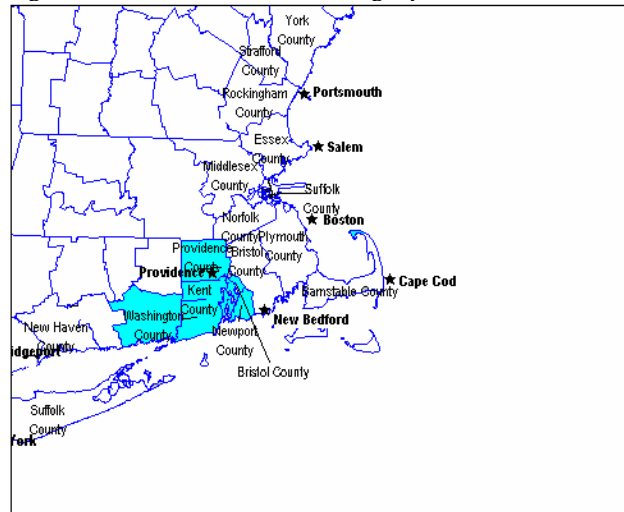 York
County
Strafford
County
Rockingham
County
Portsmouth
Essex
County
Salem
Middlesex
County
Suffolk
County
Boston
Norfolk
County
Plymouth
County
Providence
County
Bristol
County
Providence
Cape Cod
Kent
County
Barnstable County
Washington
County
New Bedford
New Haven
County
Newport
County
idgeport
Bristol County
Suffolk
County
York